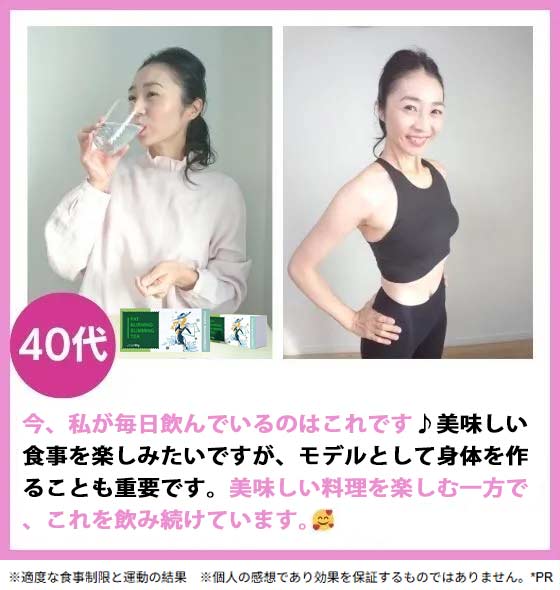 FAT
BURNING
SLIMMING
TEA
40代
今、私が毎日飲んでいるのはこれです♪美味しい
食事を楽しみたいですが、モデルとして身体を作
ることも重要です。美味しい料理を楽しむ一方で
、これを飲み続けています。🥰
※適度な食事制限と運動の結果　※個人の感想であり効果を保証するものではありません。*PR